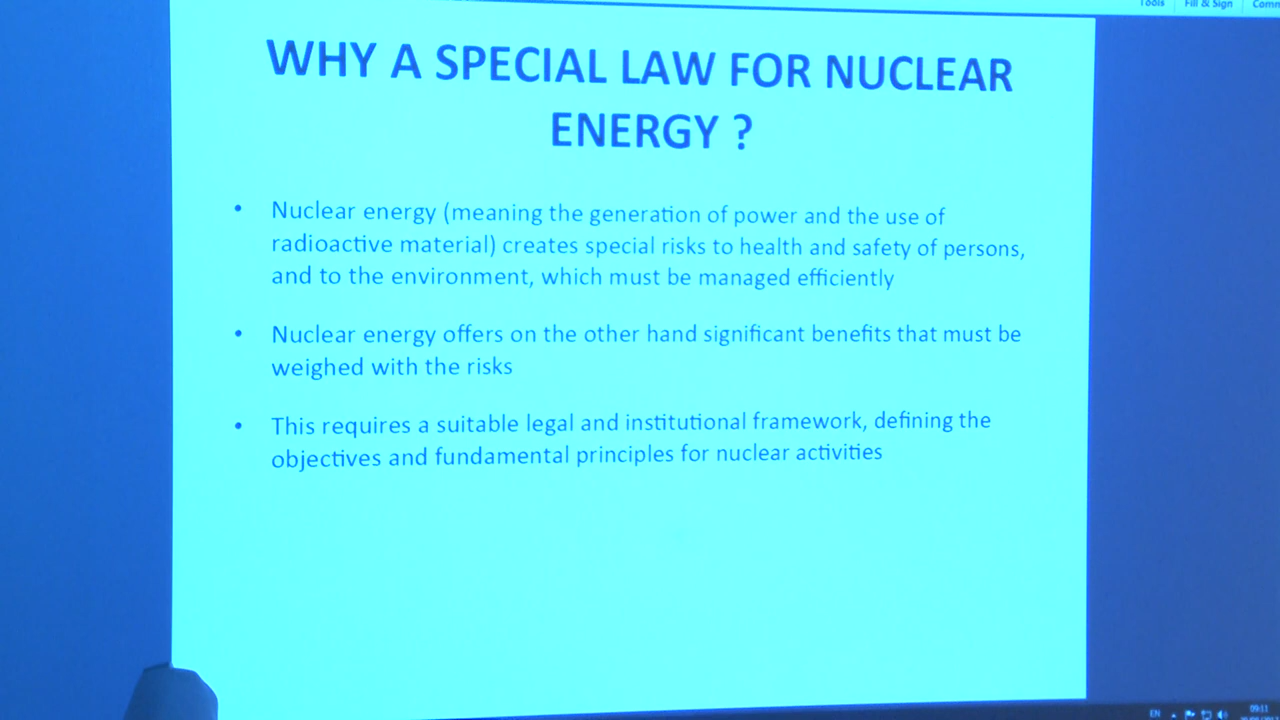 Tools Fill & Sign
WHY A SPECIAL LAW FOR NUCLEAR
ENERGY ?
• Nuclear energy (meaning the generation of power and the use of
radioactive material) creates special risks to health and safety of persons,
and to the environment, which must be managed efficiently
• Nuclear energy offers on the other hand significant benefits that must be
weighed with the risks
• This requires a suitable legal and institutional framework, defining the
objectives and fundamental principles for nuclear activities
EN 09:11